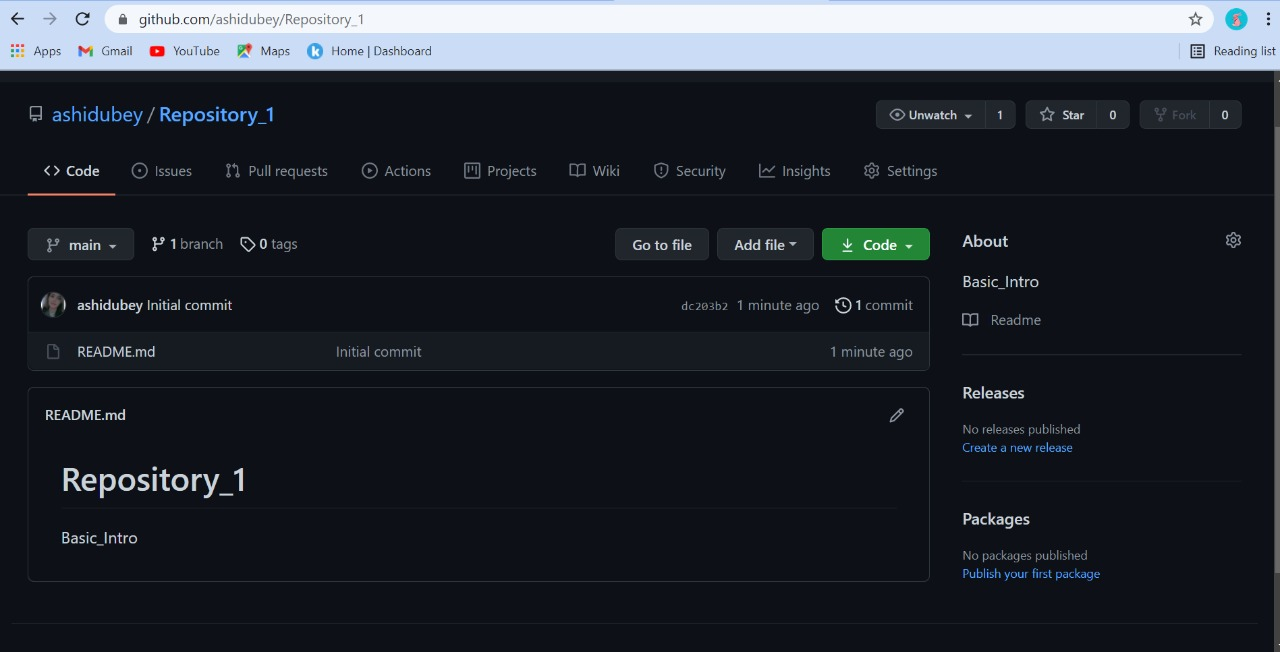 github.com/ashidubey/Repository_1
Apps Gmail YouTube Maps Home | Dashboard Reading list
ashidubey / Repository_1 Unwatch 1 Star 0 Fork 0
Code Issues Pull requests Actions Projects Wiki Security Insights Settings
main 1 branch 0 tags Go to file Add file Code
ashidubey Initial commit dc203b2 1 minute ago 1 commit
README.md Initial commit 1 minute ago
README.md
Repository_1
Basic_Intro
About
Basic_Intro
Readme
Releases
No releases published
Create a new release
Packages
No packages published
Publish your first package